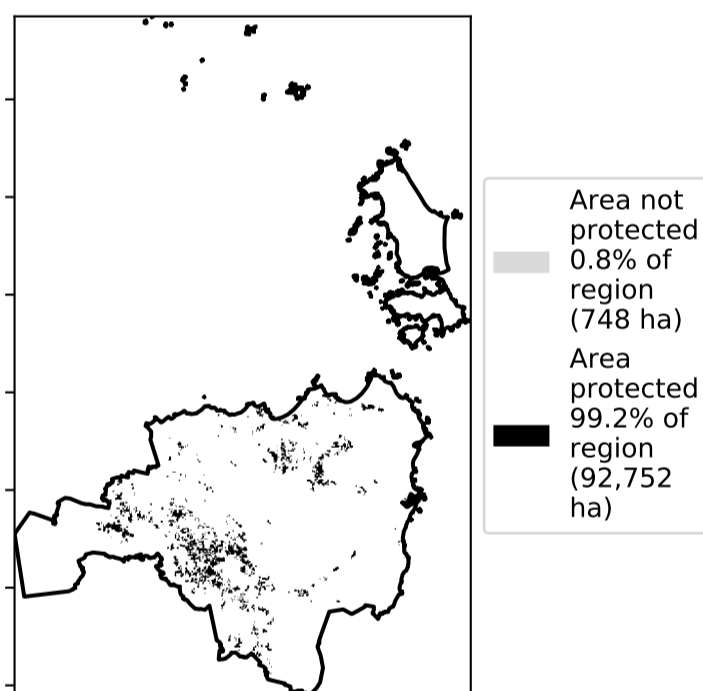 Area not
protected
0.8% of
region
(748 ha)
Area
protected
99.2% of
region
(92,752
ha)